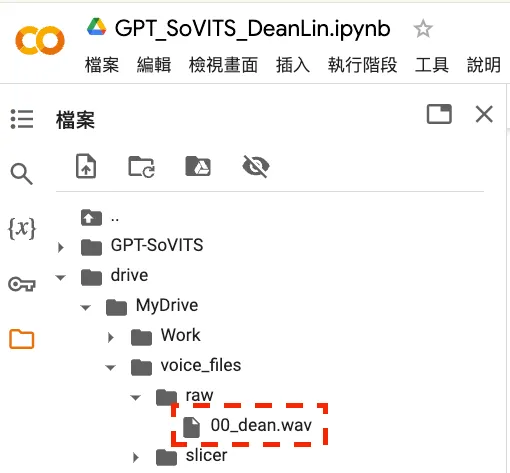 GPT_SoVITS_DeanLin.ipynb
檔案 編輯 檢視畫面 插入 執行階段 工具 說明
檔案
{x}
..
GPT-SoVITS
drive
MyDrive
Work
voice_files
raw
00_dean.wav
slicer